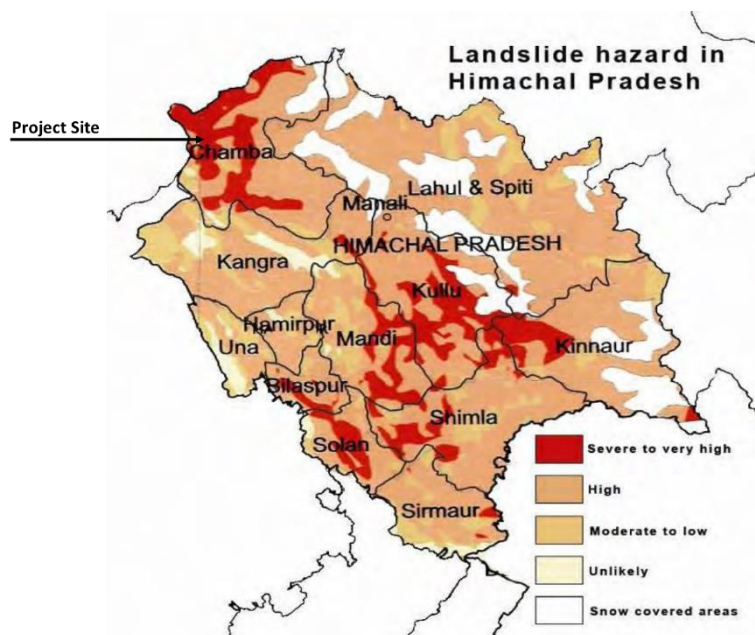 Landslide hazard in
Himachal Pradesh
Project Site
Chamba
Lahul & Spiti
Manali
HIMACHAL PRADESH
Kangra
Kullu
Hamirpur
Una
Mandi
Kinnaur
Bilaspur
Shimla
Solan
Sirmaur
Severe to very high
High
Moderate to low
Unlikely
Snow covered areas